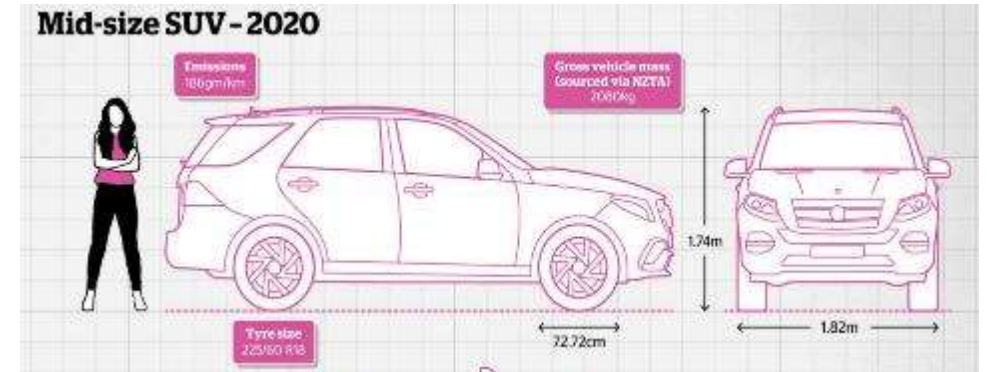 Mid-size SUV – 2020
Emissions
186gm/km
Gross vehicle mass
(sourced via NZTA)
2080kg
1.74m
Tyre size
225/60 R18
72.72cm
1.82m